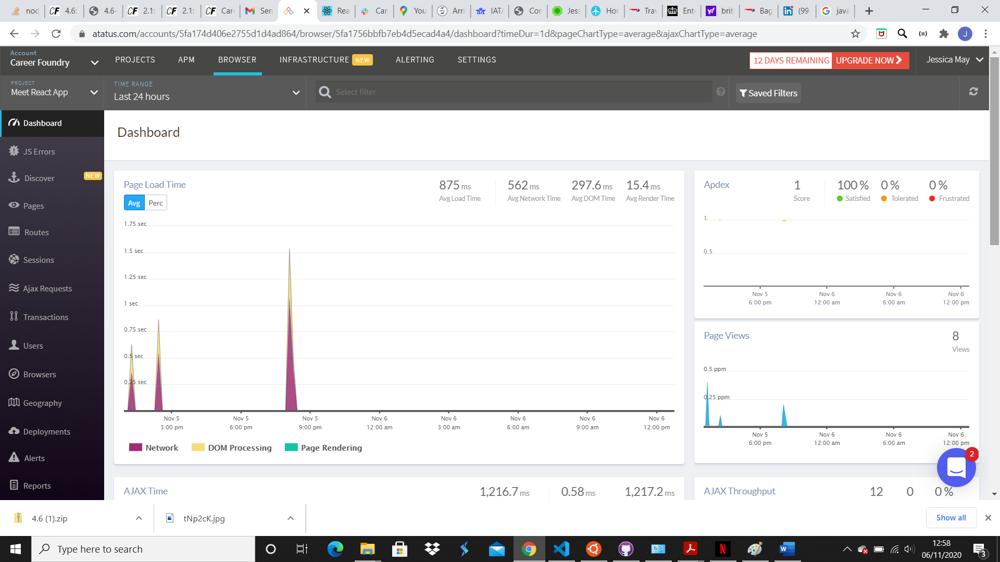 nod
4.6:
4.6-
2.1:
2.1:
Care
Sen
Rea
Care
You
Arri
IATA
Cor
Jess
Hor
Trav
Ente
brit
Bag
(99
java
atatus.com/accounts/5fa174d406e2755d1d4ad864/browser/5fa1756bbfb7eb4d5ecad4a4/dashboard?timeDur=1d&pageChartType=average&ajaxChartType=average
J
Account
Career Foundry
PROJECTS
APM
BROWSER
INFRASTRUCTURE NEW
ALERTING
SETTINGS
12 DAYS REMAINING UPGRADE NOW
Jessica May
PROJECT
Meet React App
TIME RANGE
Last 24 hours
Select filter
Saved Filters
Dashboard
JS Errors
Discover NEW
Pages
Routes
Sessions
Ajax Requests
Transactions
Users
Browsers
Geography
Deployments
Alerts
Reports
Dashboard
Page Load Time
Avg Perc
875 ms
Avg Load Time
562 ms
Avg Network Time
297.6 ms
Avg DOM Time
15.4 ms
Avg Render Time
1.75 sec
1.5 sec
1.25 sec
1 sec
0.75 sec
0.5 sec
0.25 sec
Nov 5
3:00 pm
Nov 5
6:00 pm
Nov 5
9:00 pm
Nov 6
12:00 am
Nov 6
3:00 am
Nov 6
6:00 am
Nov 6
9:00 am
Nov 6
12:00 pm
Network DOM Processing Page Rendering
Apdex
1
Score
100 %
Satisfied
0 %
Tolerated
0 %
Frustrated
1
0.5
Nov 5
6:00 pm
Nov 6
12:00 am
Nov 6
6:00 am
Nov 6
12:00 pm
Page Views
8
Views
0.5 ppm
0.25 ppm
Nov 5
6:00 pm
Nov 6
12:00 am
Nov 6
6:00 am
Nov 6
12:00 pm
2
AJAX Time
1,216.7 ms
0.58 ms
1,217.2 ms
AJAX Throughput
12
0
0 %
4.6 (1).zip
tNp2cK.jpg
Show all
Type here to search
12:58
06/11/2020
3